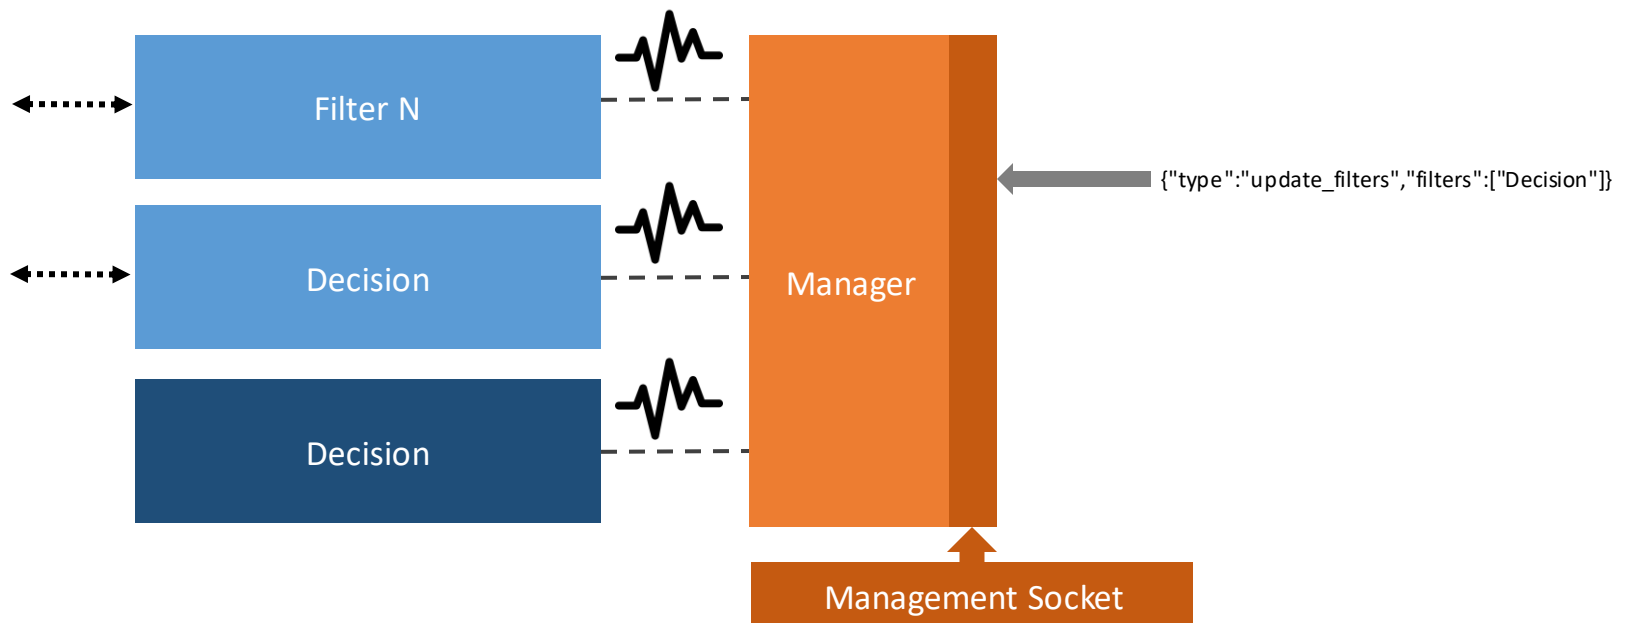 Filter N
{"type":"update_filters","filters":["Decision"]}
Decision
Manager
Decision
Management Socket